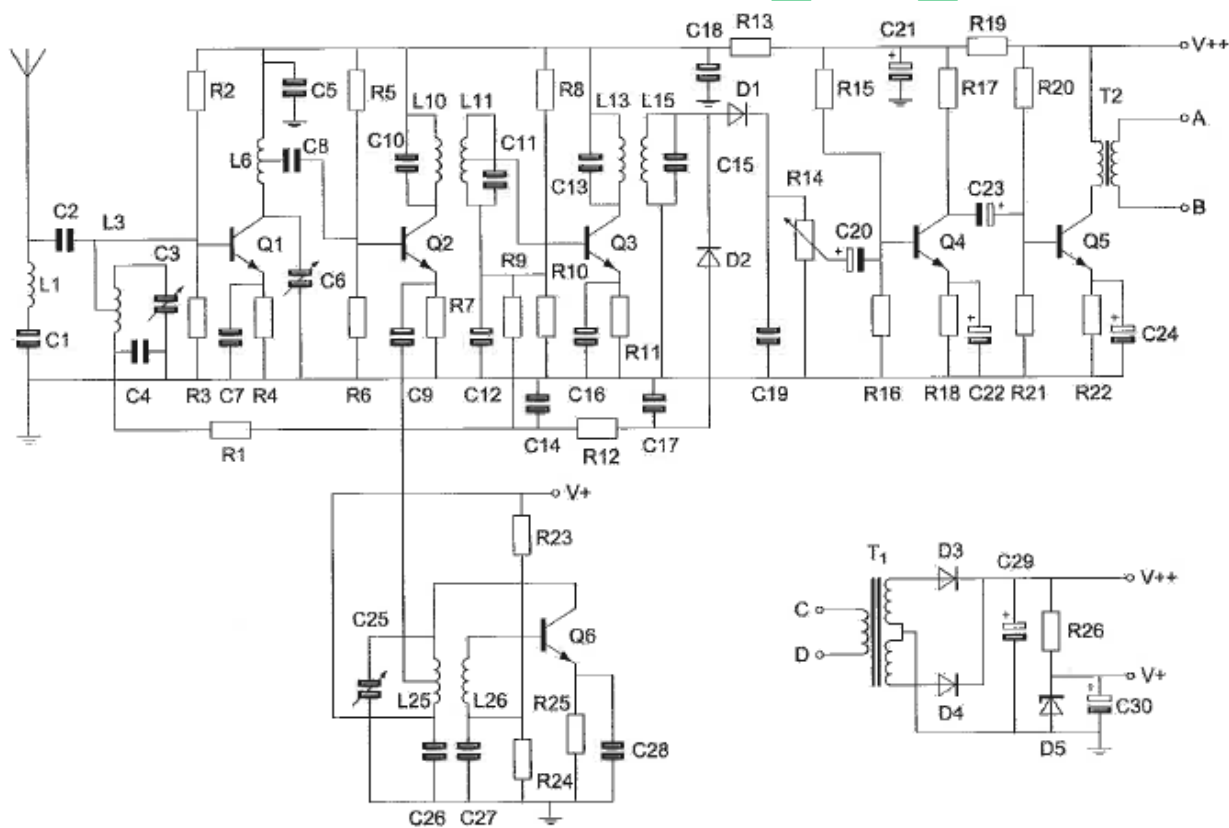 C18 R13 C21 R19
V++
R2 C5 R5 L10 L11 R8 L13 L15 D1 R15 R17 R20 T2
A
C8 C10 C11 C15
L6 C13 R14
C2 L3 C23 B
C3 Q1 Q2 R9 Q3 C20 Q4 Q5
L1 C6 R7 R10 D2
C1 R11 C24
C4 R3 C7 R4 R6 C9 C12 C16 C19 R16 R18 C22 R21 R22
R1 C14 R12 C17
V+
R23
T1 D3 C29 V++
C25 Q6 C
D R26
L25 L26 R25 V+
D4 C30
C28 D5
R24
C26 C27